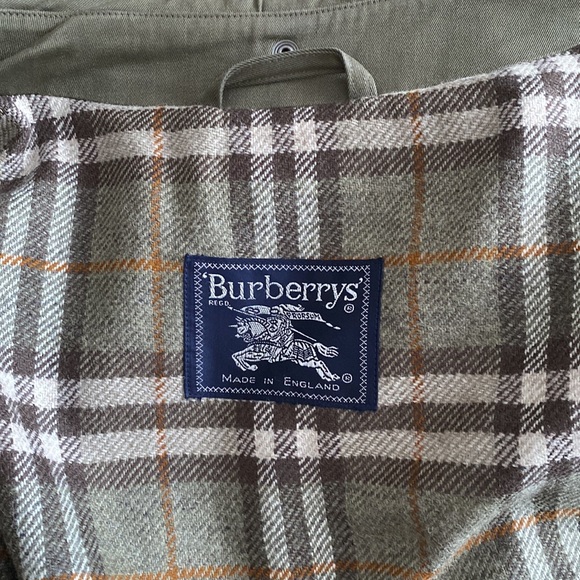 'Burberrys'
REGD
PRORSUM
MADE IN ENGLAND